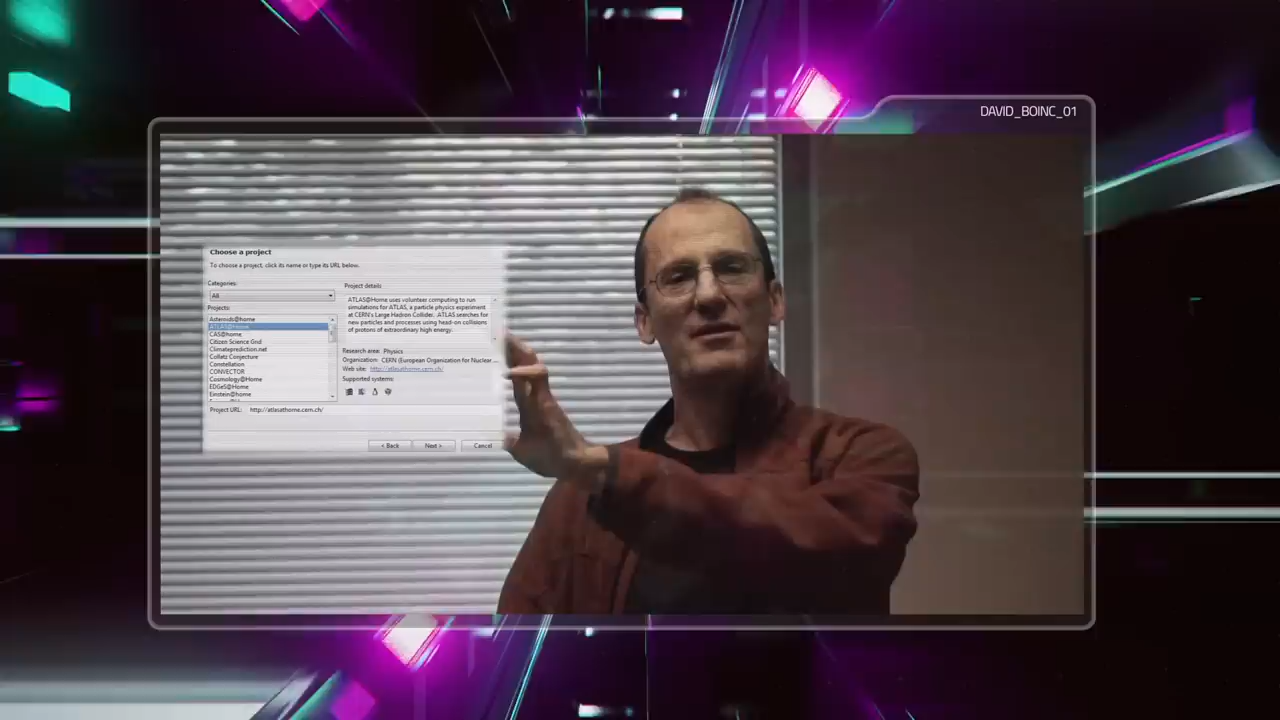 DAVID_BOINC_01
Choose a project
To choose a project, click its name or type its URL below.
Categories:
All
Projects:
Asteroids@home
ATLAS@Home
CAS@home
Citizen Science Grid
Climateprediction.net
Collatz Conjecture
Constellation
CONVECTOR
Cosmology@Home
EDGeS@Home
Einstein@home
Project details
ATLAS@Home uses volunteer computing to run
simulations for ATLAS, a particle physics experiment
at CERN's Large Hadron Collider. ATLAS searches for
new particles and processes using head-on collisions
of protons of extraordinary high energy.
Research area: Physics
Organization: CERN (European Organization for Nuclear ...
Web site: http://atlasathome.cern.ch/
Supported systems:
Project URL: http://atlasathome.cern.ch/
< Back Next > Cancel